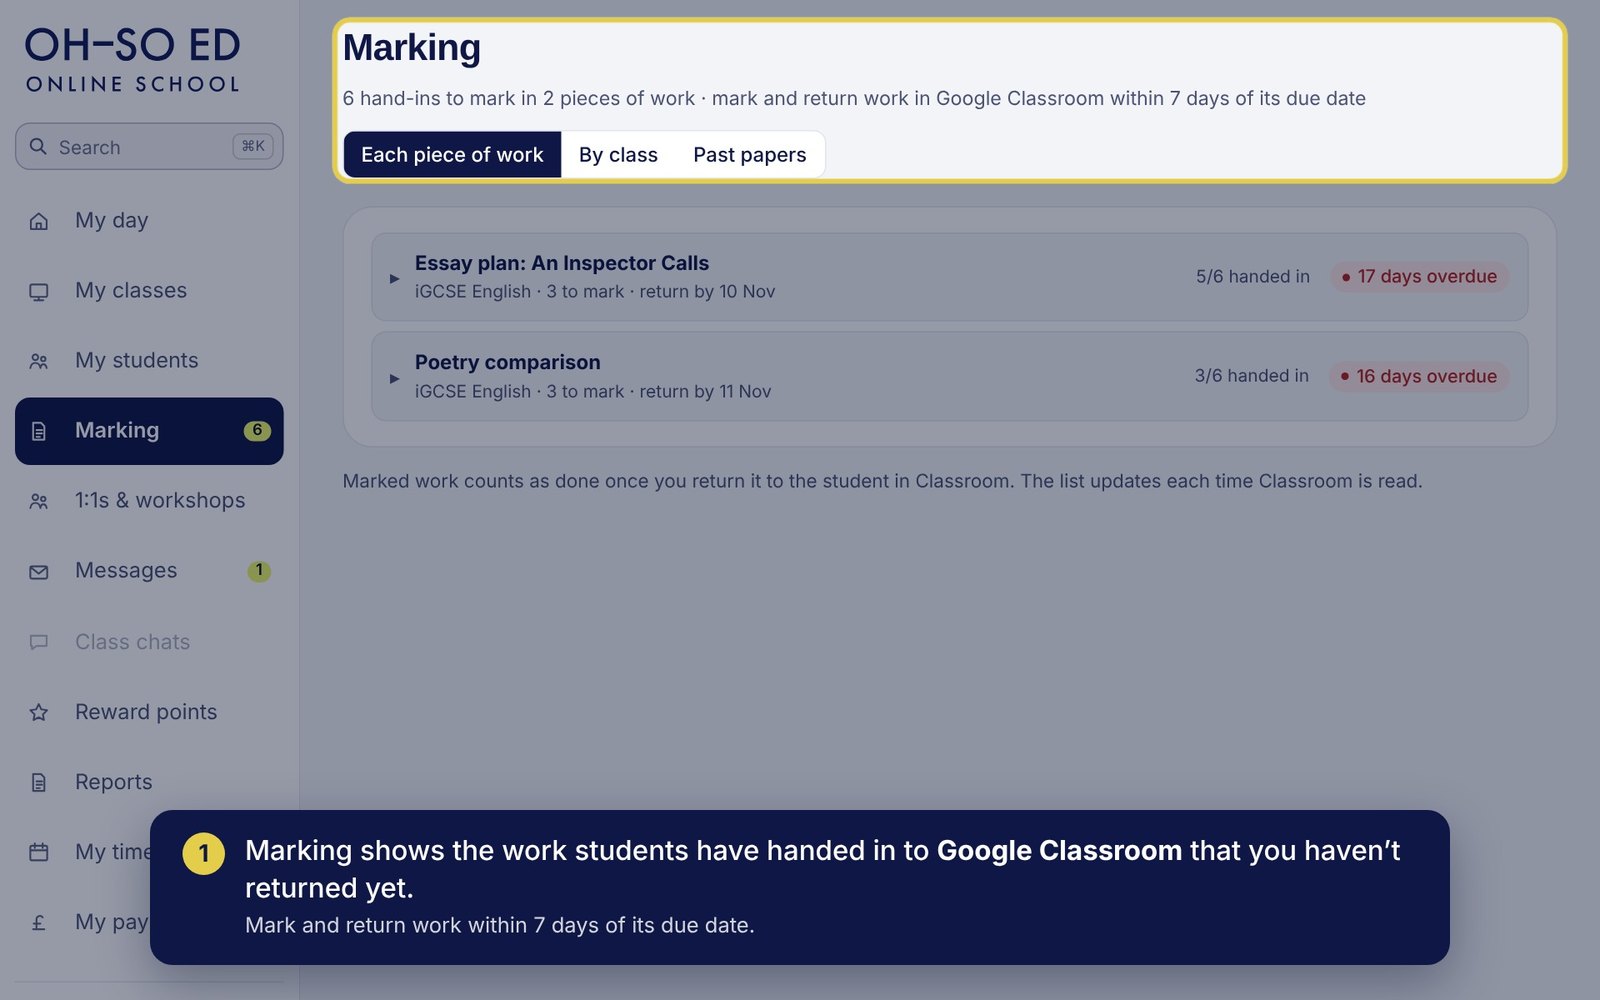 OH-SO ED
ONLINE SCHOOL
Search ⌘K
My day
My classes
My students
Marking 6
1:1s & workshops
Messages 1
Class chats
Reward points
Reports
My time
My pay
Marking
6 hand-ins to mark in 2 pieces of work · mark and return work in Google Classroom within 7 days of its due date
Each piece of work By class Past papers
Essay plan: An Inspector Calls
iGCSE English · 3 to mark · return by 10 Nov
5/6 handed in 17 days overdue
Poetry comparison
iGCSE English · 3 to mark · return by 11 Nov
3/6 handed in 16 days overdue
Marked work counts as done once you return it to the student in Classroom. The list updates each time Classroom is read.
1 Marking shows the work students have handed in to Google Classroom that you haven’t
returned yet.
Mark and return work within 7 days of its due date.